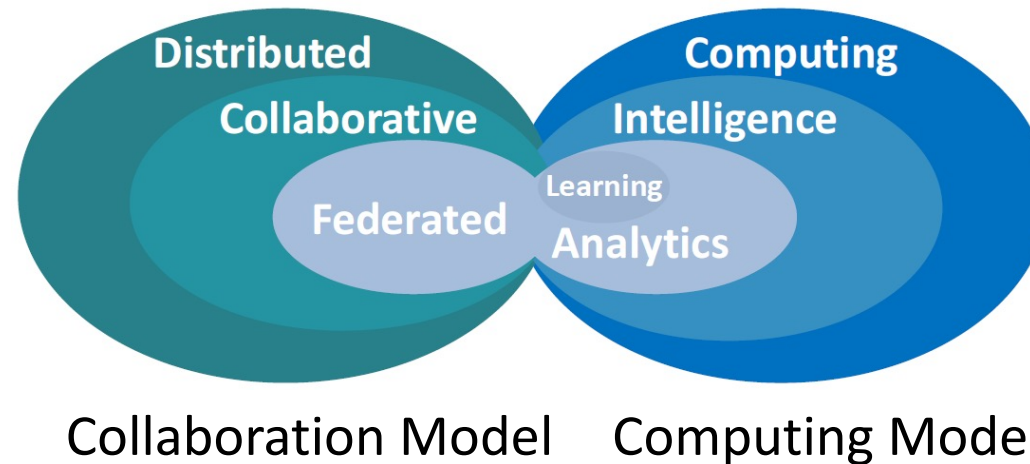 Distributed
Computing
Collaborative
Intelligence
Learning
Federated
Analytics
Collaboration Model
Computing Mode